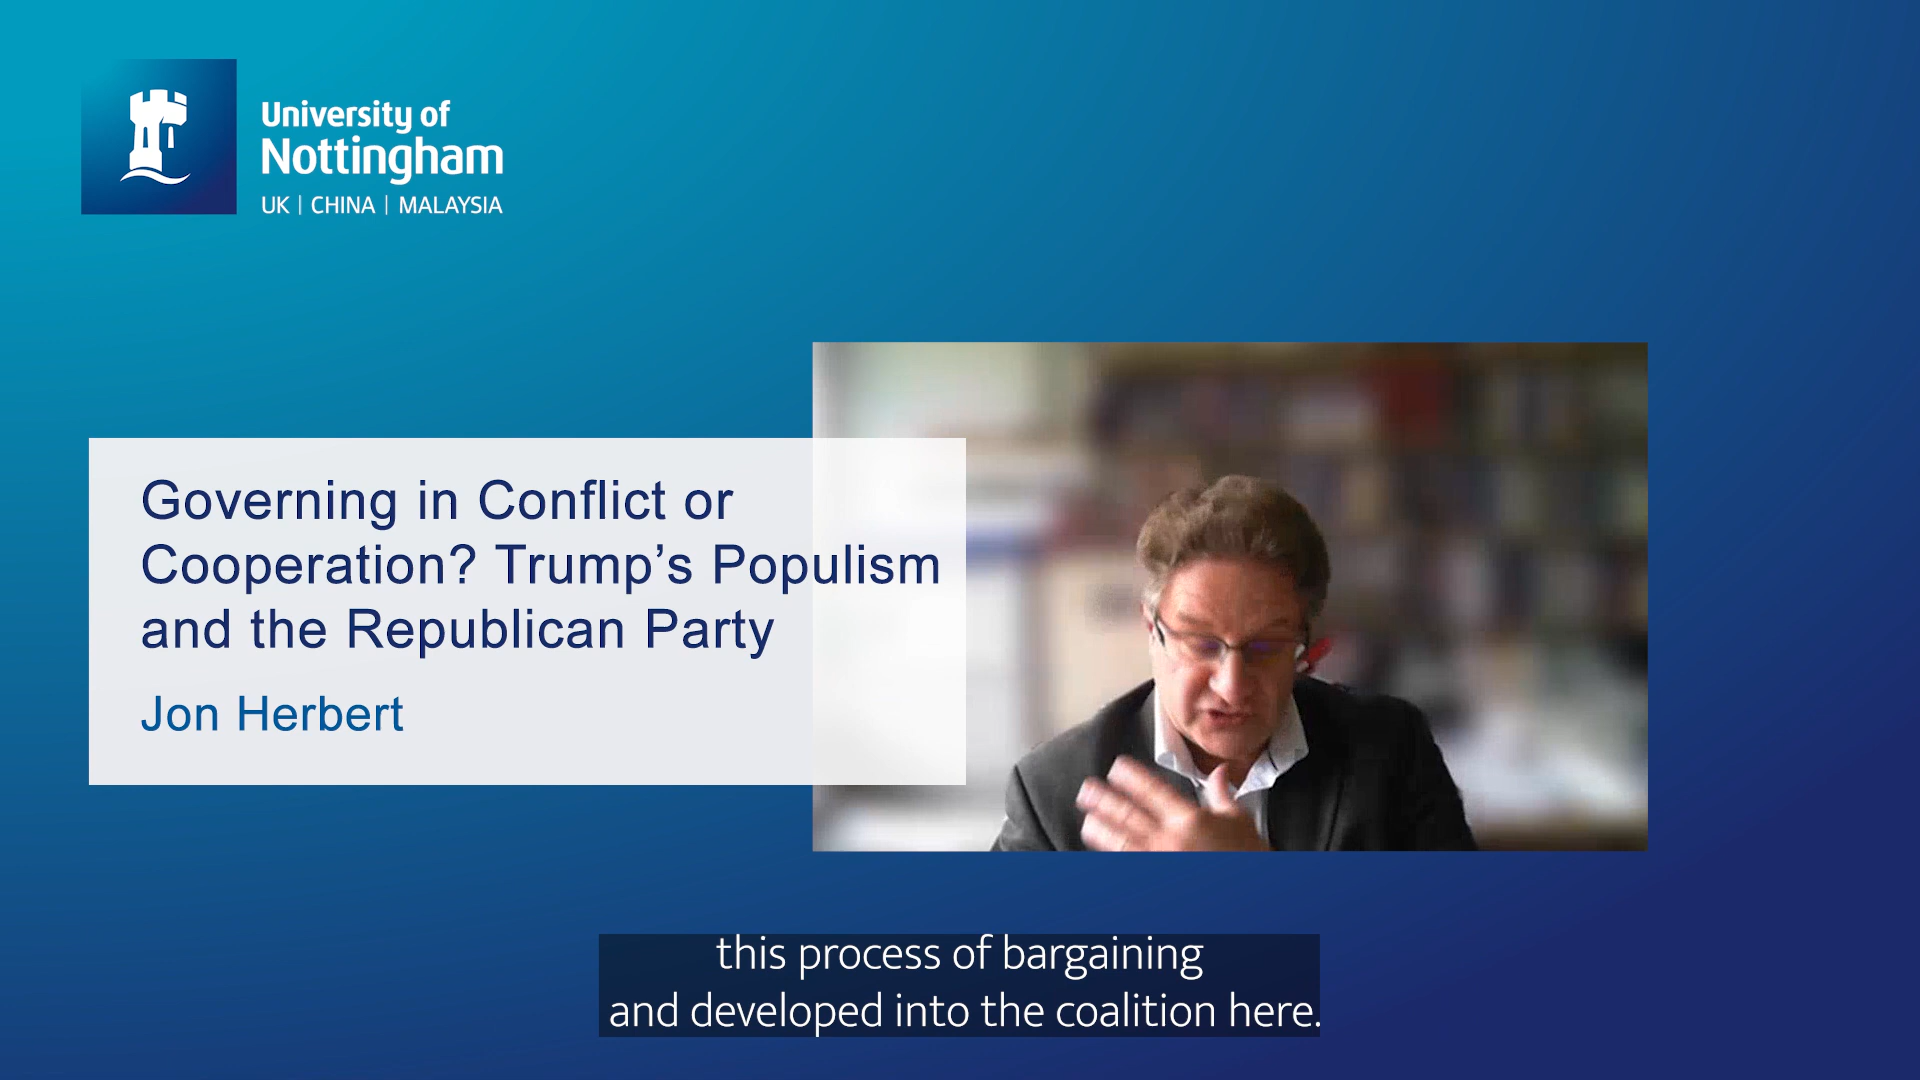 University of
Nottingham
UK | CHINA | MALAYSIA
Governing in Conflict or
Cooperation? Trump’s Populism
and the Republican Party
Jon Herbert
this process of bargaining
and developed into the coalition here.